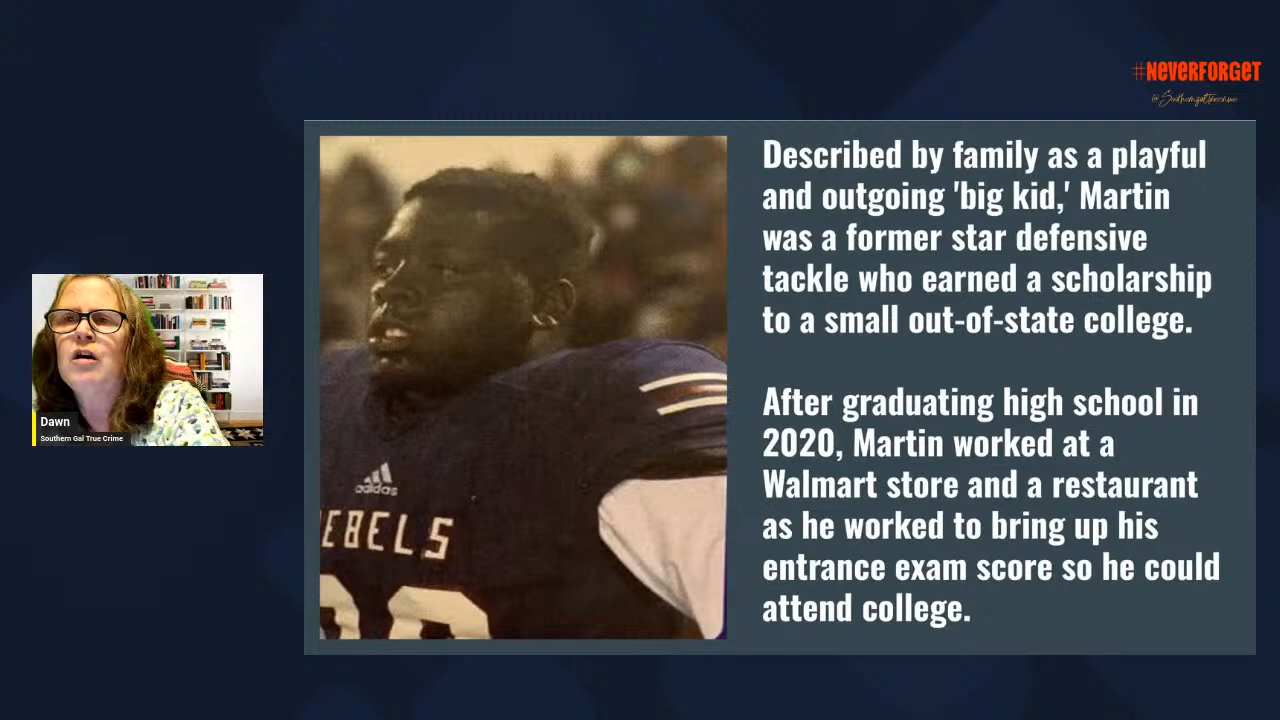 #NEVERFORGET
@Southerngaltruecrime
Described by family as a playful
and outgoing 'big kid,' Martin
was a former star defensive
tackle who earned a scholarship
to a small out-of-state college.
After graduating high school in
2020, Martin worked at a
Walmart store and a restaurant
as he worked to bring up his
entrance exam score so he could
attend college.
adidas
EBELS
Dawn
Southern Gal True Crime